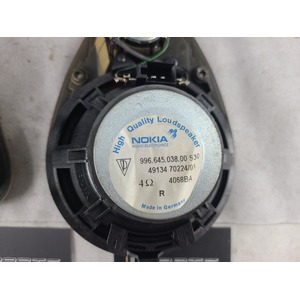 High Quality Loudspeaker
NOKIA
996.645.038.00-S30
49134 70224/01
4Ω 4068BA
R
Made in Germany